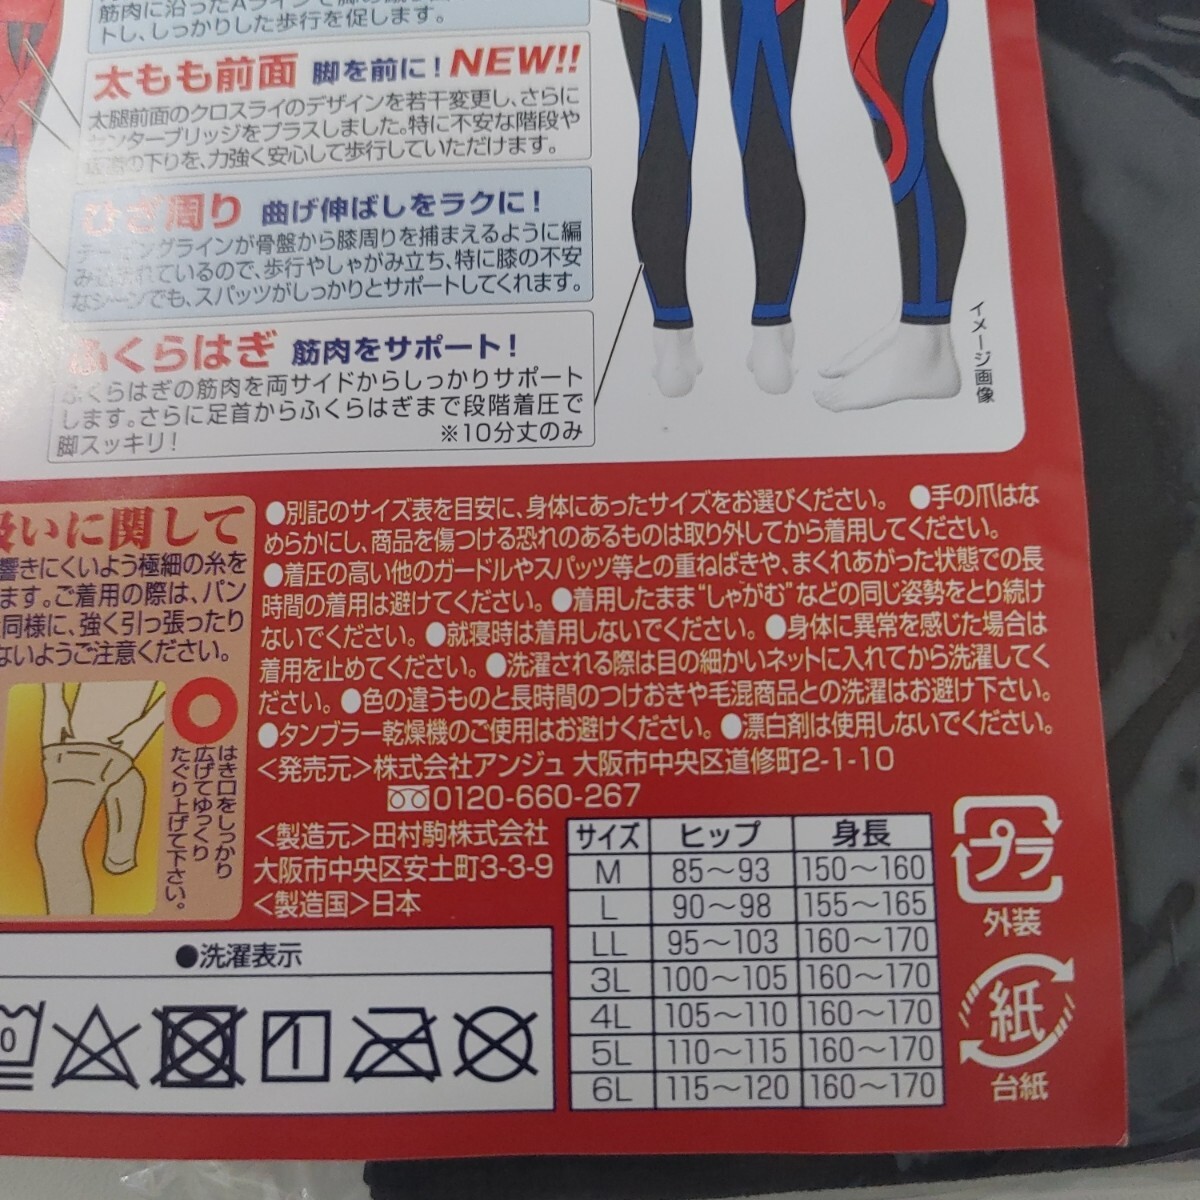 筋肉に沿ったAラインで脚の
トし、しっかりした歩行を促します。
太もも前面 脚を前に！NEW!!
太腿前面のクロスライのデザインを若干変更し、さらに
センターブリッジをプラスしました。特に不安な階段や
の下りを、力強く安心して歩行していただけます。
ひざ周り 曲げ伸ばしをラクに！
テーピングラインが骨盤から膝周りを捕まえるように編
み込まれているので、歩行やしゃがみ立ち、特に膝の不安
なシーンでも、スパッツがしっかりとサポートしてくれます。
ふくらはぎ 筋肉をサポート！
ふくらはぎの筋肉を両サイドからしっかりサポート
します。さらに足首からふくらはぎまで段階着圧で
脚スッキリ！ ※10分丈のみ
イメージ画像
扱いに関して
響きにくいよう極細の糸を
ます。ご着用の際は、パン
同様に、強く引っ張ったり
ないようご注意ください。
はき口をしっかり
広げてゆっくり
たぐり上げて下さい。
●別記のサイズ表を目安に、身体にあったサイズをお選びください。 ●手の爪はな
めらかにし、商品を傷つける恐れのあるものは取り外してから着用してください。
●着圧の高い他のガードルやスパッツ等との重ねばきや、まくれあがった状態での長
時間の着用は避けてください。●着用したまま“しゃがむ”などの同じ姿勢をとり続け
ないでください。●就寝時は着用しないでください。●身体に異常を感じた場合は
着用を止めてください。●洗濯される際は目の細かいネットに入れてから洗濯してく
ださい。●色の違うものと長時間のつけおきや毛混商品との洗濯はお避け下さい。
●タンブラー乾燥機のご使用はお避けください。●漂白剤は使用しないでください。
＜発売元＞株式会社アンジュ 大阪市中央区道修町2-1-10
0120-660-267
＜製造元＞田村駒株式会社
大阪市中央区安土町3-3-9
＜製造国＞日本
●洗濯表示
サイズ ヒップ 身長
M 85～93 150～160
L 90～98 155～165
LL 95～103 160～170
3L 100～105 160～170
4L 105～110 160～170
5L 110～115 160～170
6L 115～120 160～170
プラ
外装
紙
台紙